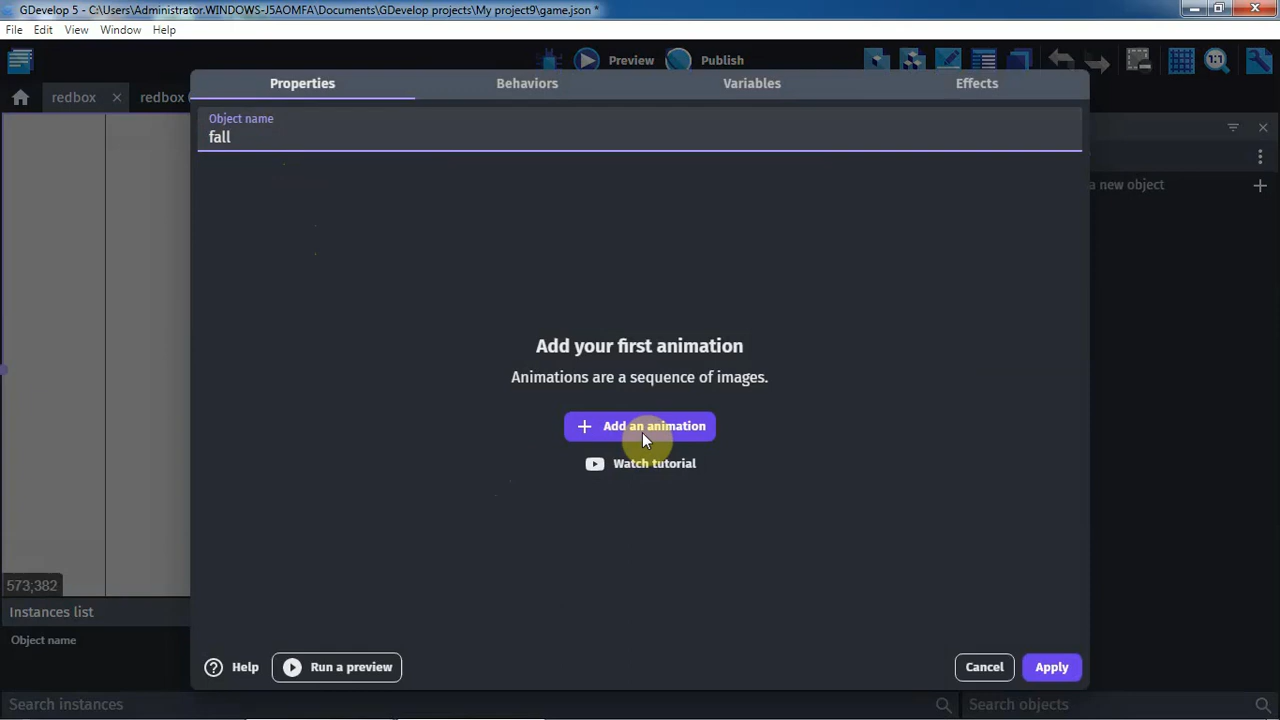 GDevelop 5 - C:\Users\Administrator.WINDOWS-J5AOMFA\Documents\GDevelop projects\My project9\game.json *
File Edit View Window Help
Preview Publish 1:1
redbox × redbox
Properties Behaviors Variables Effects
Object name
fall
a new object
Add your first animation
Animations are a sequence of images.
Add an animation
Watch tutorial
573;382
Instances list
Object name
Help Run a preview Cancel Apply
Search instances Search objects